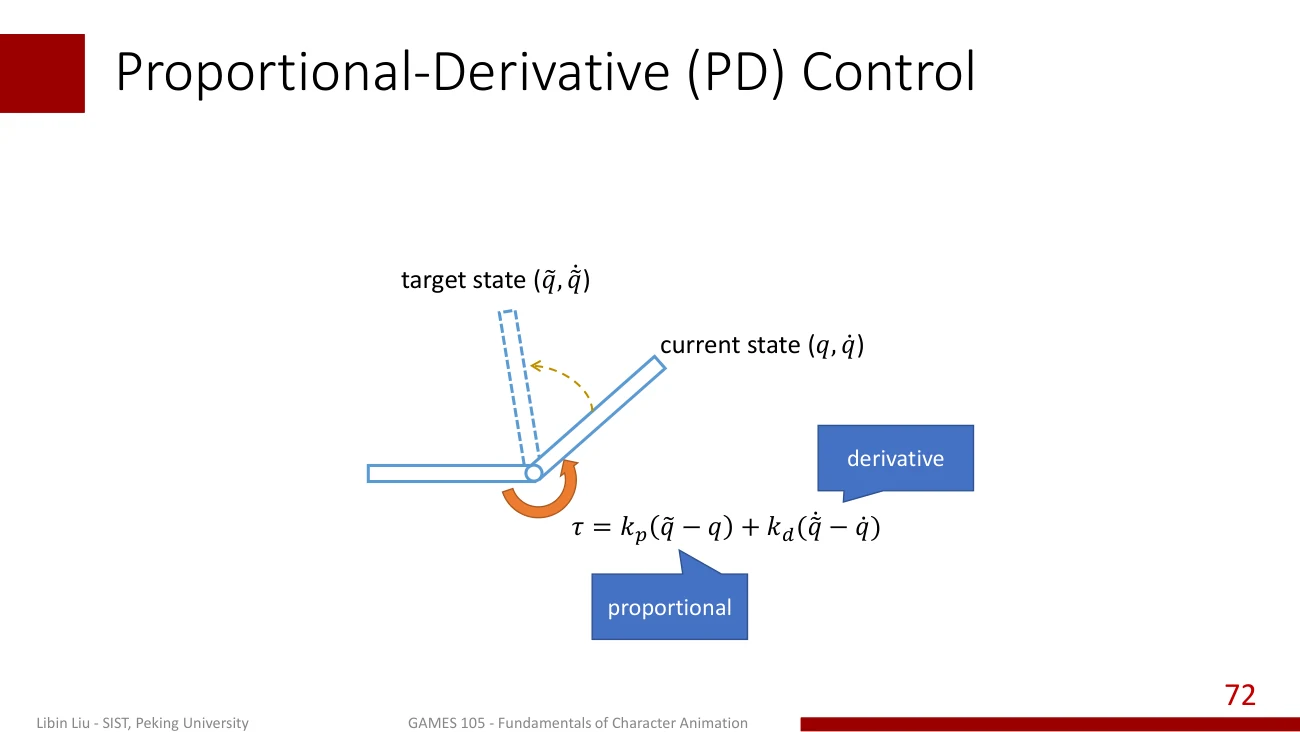 Proportional-Derivative (PD) Control
target state (q̃, q̃̇)
current state (q, q̇)
derivative
τ = kₚ(q̃ − q) + k_d(q̃̇ − q̇)
proportional
72
Libin Liu - SIST, Peking University
GAMES 105 - Fundamentals of Character Animation